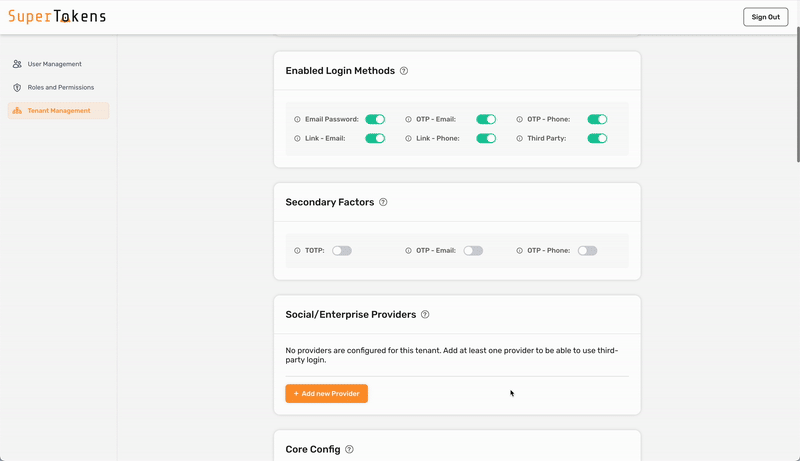 SuperTokens
Sign Out
User Management
Roles and Permissions
Tenant Management
Enabled Login Methods
Email Password:
OTP - Email:
OTP - Phone:
Link - Email:
Link - Phone:
Third Party:
Secondary Factors
TOTP:
OTP - Email:
OTP - Phone:
Social/Enterprise Providers
No providers are configured for this tenant. Add at least one provider to be able to use third-
party login.
+ Add new Provider
Core Config